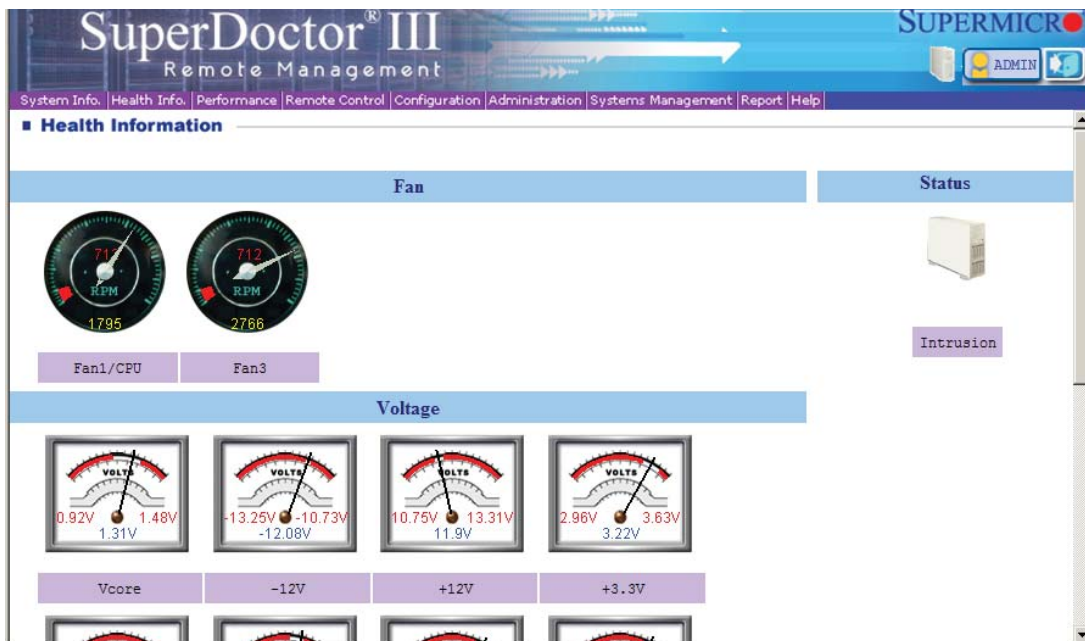 SuperDoctor® III
Remote Management
SUPERMICRO
ADMIN
System Info. | Health Info. | Performance | Remote Control | Configuration | Administration | Systems Management | Report | Help
Health Information
Fan
Status
712 712
RPM RPM
1795 2766
Fan1/CPU Fan3
Intrusion
Voltage
VOLTS VOLTS VOLTS VOLTS
0.92V 1.48V -13.25V -10.73V 10.75V 13.31V 2.96V 3.63V
1.31V -12.08V 11.9V 3.22V
Vcore -12V +12V +3.3V